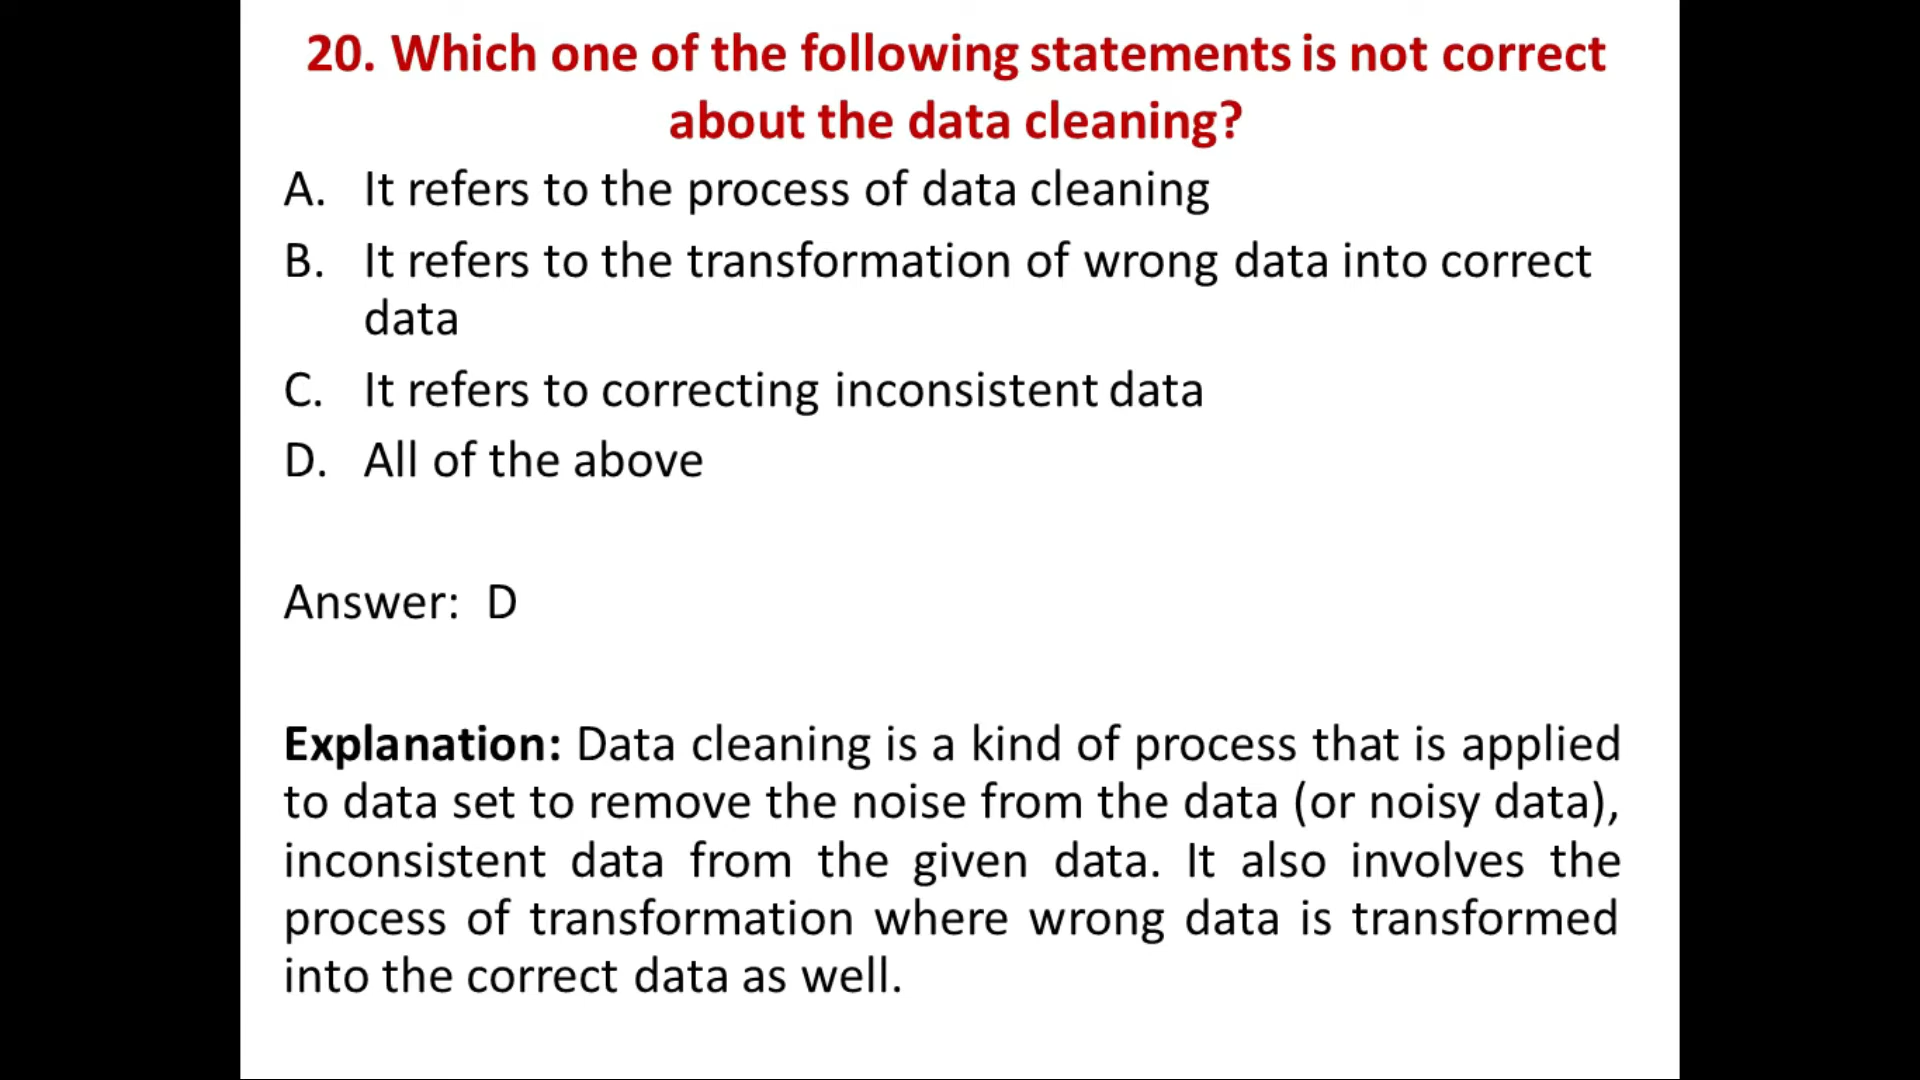 20. Which one of the following statements is not correct
about the data cleaning?
A. It refers to the process of data cleaning
B. It refers to the transformation of wrong data into correct
data
C. It refers to correcting inconsistent data
D. All of the above
Answer: D
Explanation: Data cleaning is a kind of process that is applied
to data set to remove the noise from the data (or noisy data),
inconsistent data from the given data. It also involves the
process of transformation where wrong data is transformed
into the correct data as well.